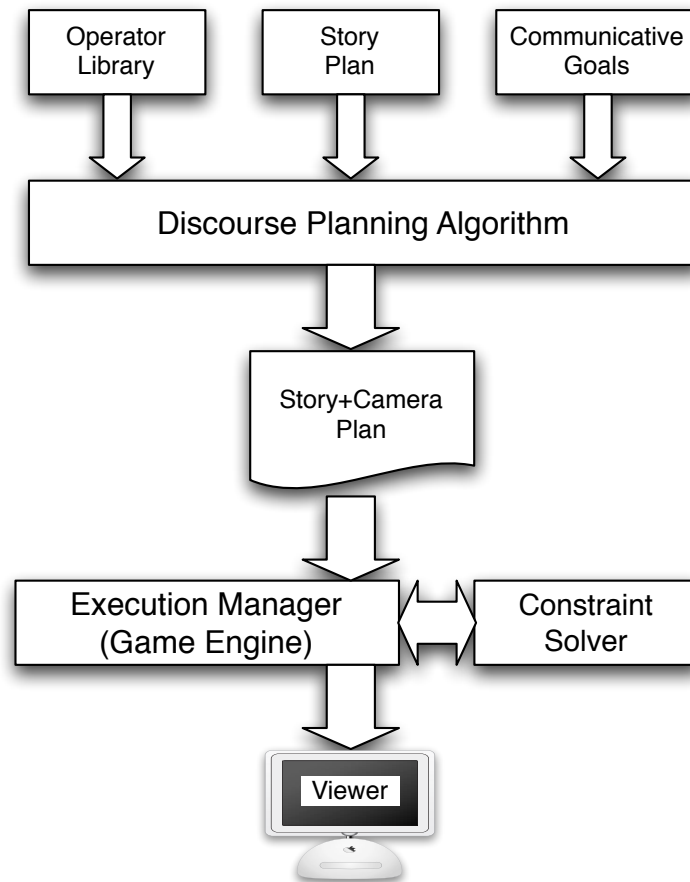 Operator
Library
Story
Plan
Communicative
Goals
Discourse Planning Algorithm
Story+Camera
Plan
Execution Manager
(Game Engine)
Constraint
Solver
Viewer